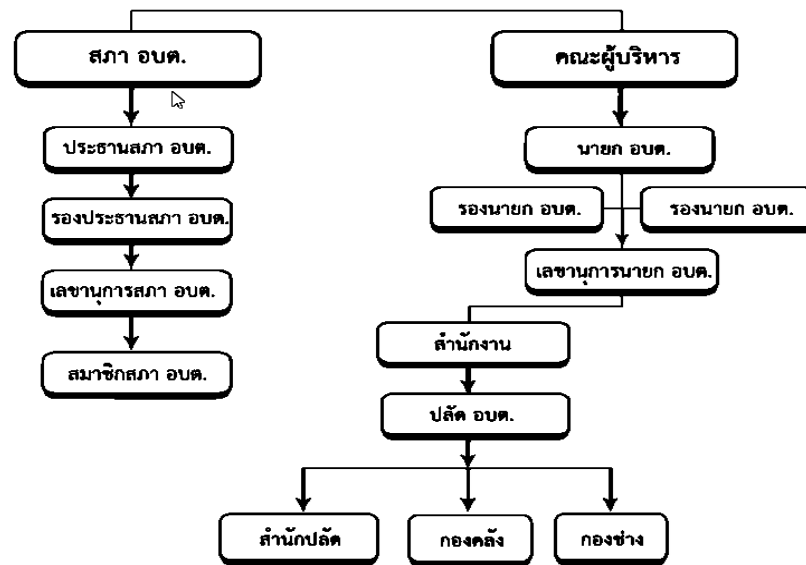 สภา อบต.
คณะผู้บริหาร
ประธานสภา อบต.
นายก อบต.
รองประธานสภา อบต.
รองนายก อบต.
รองนายก อบต.
เลขานุการสภา อบต.
เลขานุการนายก อบต.
สำนักงาน
สมาชิกสภา อบต.
ปลัด อบต.
สำนักปลัด
กองคลัง
กองช่าง